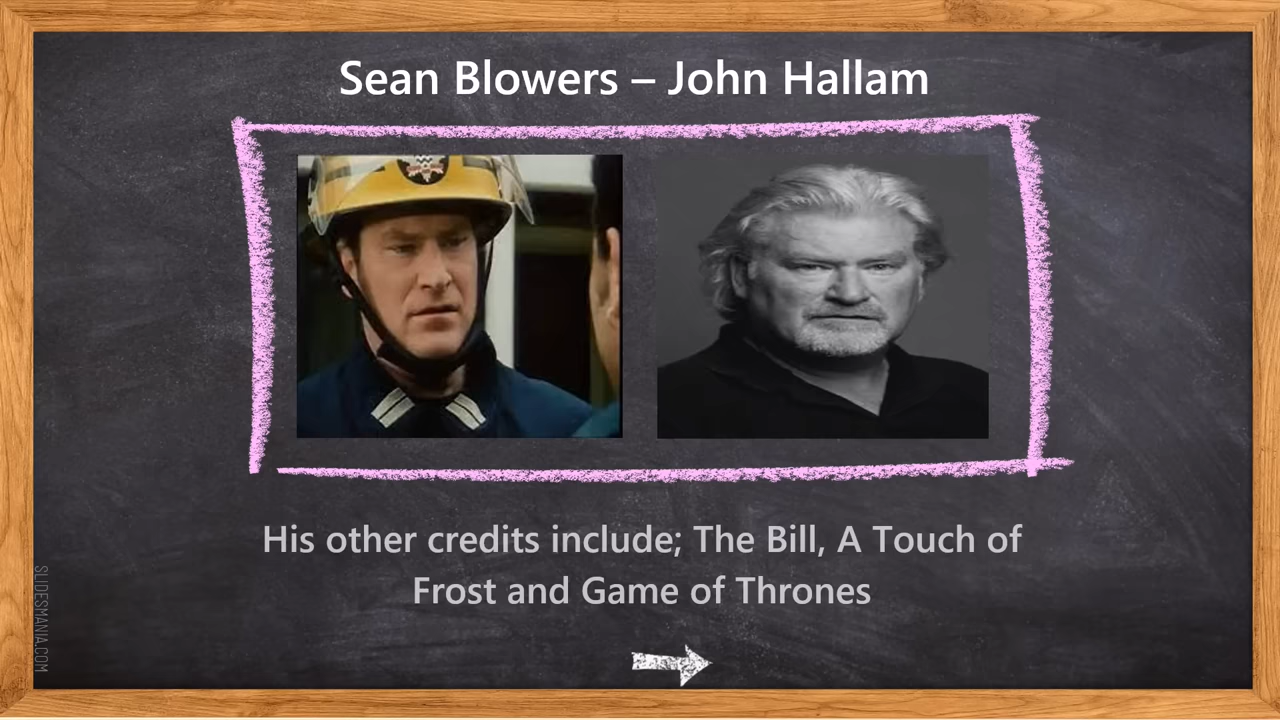 Sean Blowers – John Hallam
His other credits include; The Bill, A Touch of
Frost and Game of Thrones
SLIDESMANIA.COM